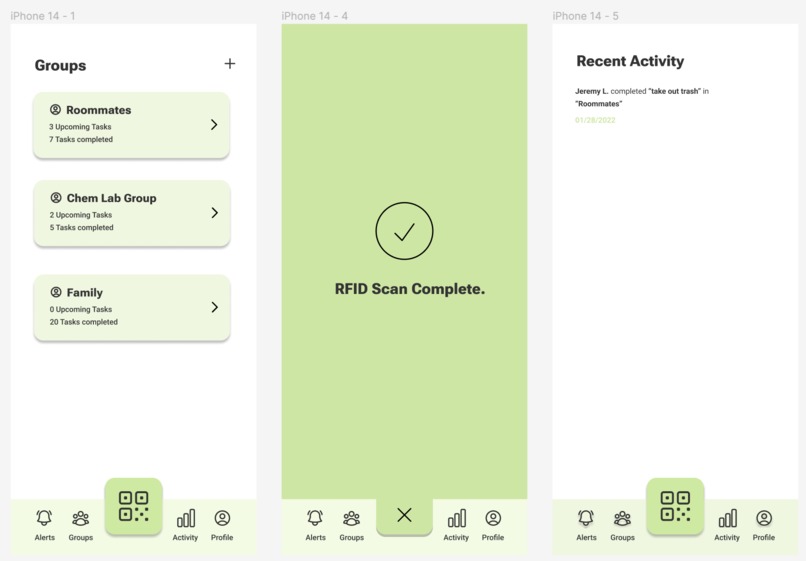 iPhone 14 - 1
Groups
Roommates
3 Upcoming Tasks
7 Tasks completed
Chem Lab Group
2 Upcoming Tasks
5 Tasks completed
Family
0 Upcoming Tasks
20 Tasks completed
Alerts
Groups
Activity
Profile
iPhone 14 - 4
RFID Scan Complete.
Alerts
Groups
Activity
Profile
iPhone 14 - 5
Recent Activity
Jeremy L. completed "take out trash" in
"Roommates"
01/28/2022
Alerts
Groups
Activity
Profile